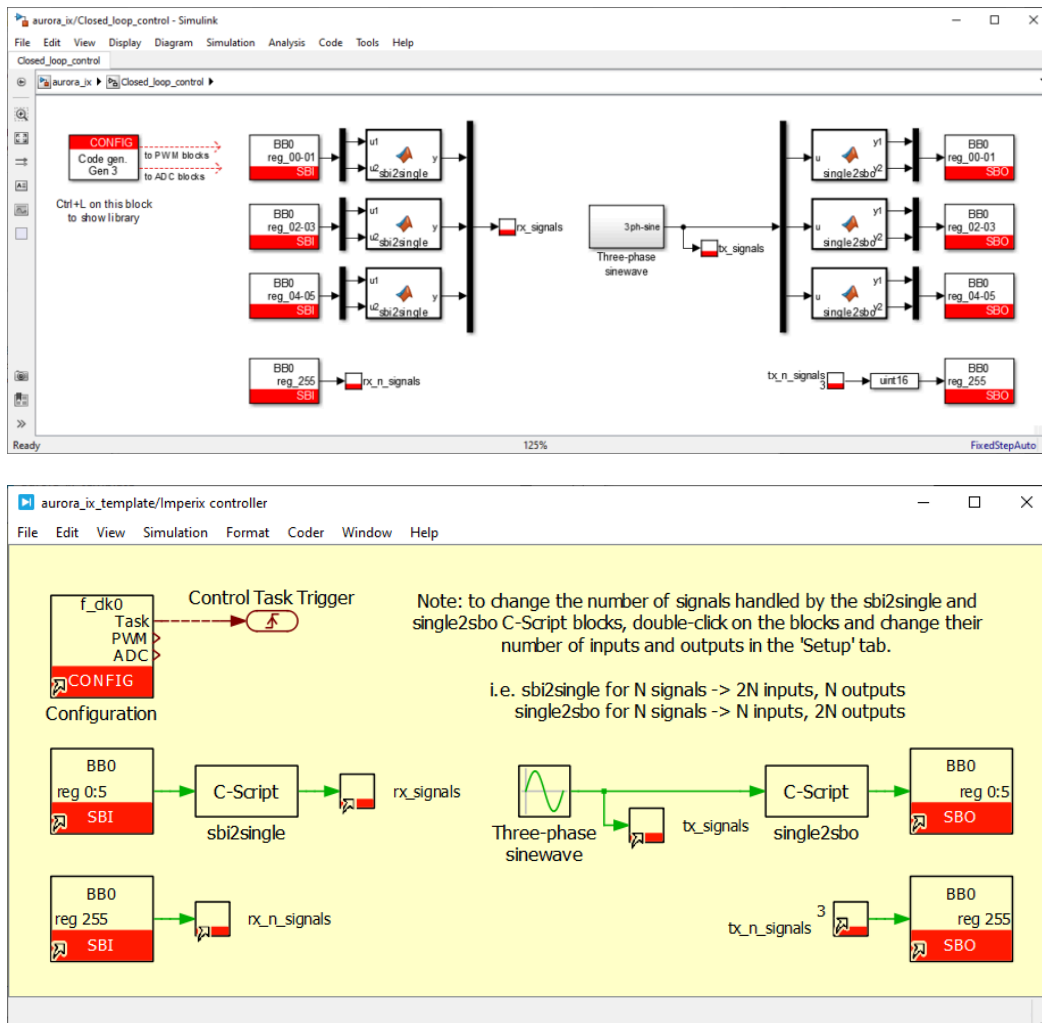 aurora_ix/Closed_loop_control - Simulink
File Edit View Display Diagram Simulation Analysis Code Tools Help
Closed_loop_control
aurora_ix Closed_loop_control
CONFIG
Code gen.
Gen 3
to PWM blocks
to ADC blocks
Ctrl+L on this block
to show library
BB0
reg_00-01
SBI
u1
u2
y
sbi2single
BB0
reg_02-03
SBI
u1
u2
y
sbi2single
BB0
reg_04-05
SBI
u1
u2
y
sbi2single
rx_signals
3ph-sine
Three-phase
sinewave
tx_signals
u
y1
y2
single2sbo
BB0
reg_00-01
SBO
u
y1
y2
single2sbo
BB0
reg_02-03
SBO
u
y1
y2
single2sbo
BB0
reg_04-05
SBO
BB0
reg_255
SBI
rx_n_signals
tx_n_signals
3
uint16
BB0
reg_255
SBO
Ready 125% FixedStepAuto
aurora_ix_template/Imperix controller
File Edit View Simulation Format Coder Window Help
f_dk0
Task
PWM
ADC
CONFIG
Configuration
Control Task Trigger
Note: to change the number of signals handled by the sbi2single and
single2sbo C-Script blocks, double-click on the blocks and change their
number of inputs and outputs in the 'Setup' tab.
i.e. sbi2single for N signals -> 2N inputs, N outputs
single2sbo for N signals -> N inputs, 2N outputs
BB0
reg 0:5
SBI
C-Script
sbi2single
rx_signals
Three-phase
sinewave
tx_signals
C-Script
single2sbo
BB0
reg 0:5
SBO
BB0
reg 255
SBI
rx_n_signals
tx_n_signals
3
BB0
reg 255
SBO